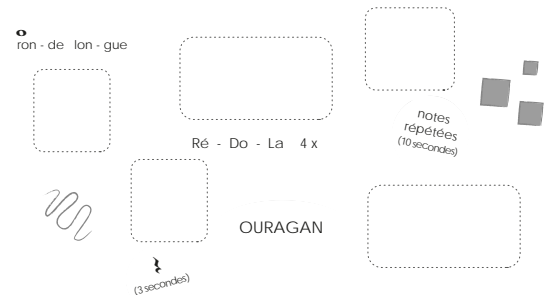 ron - de lon - gue
notes
répétées
(10 secondes)
Ré - Do - La 4 x
OURAGAN
(3 secondes)